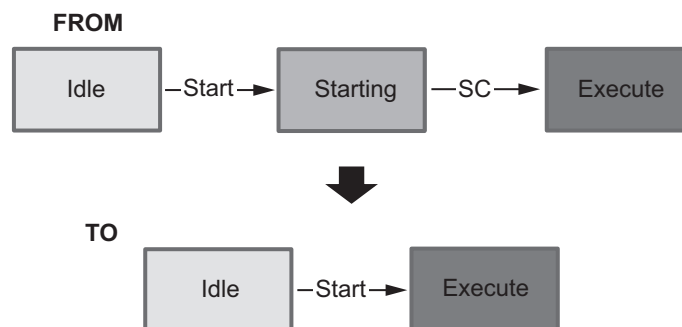 FROM
Idle Start Starting SC Execute
TO
Idle Start Execute